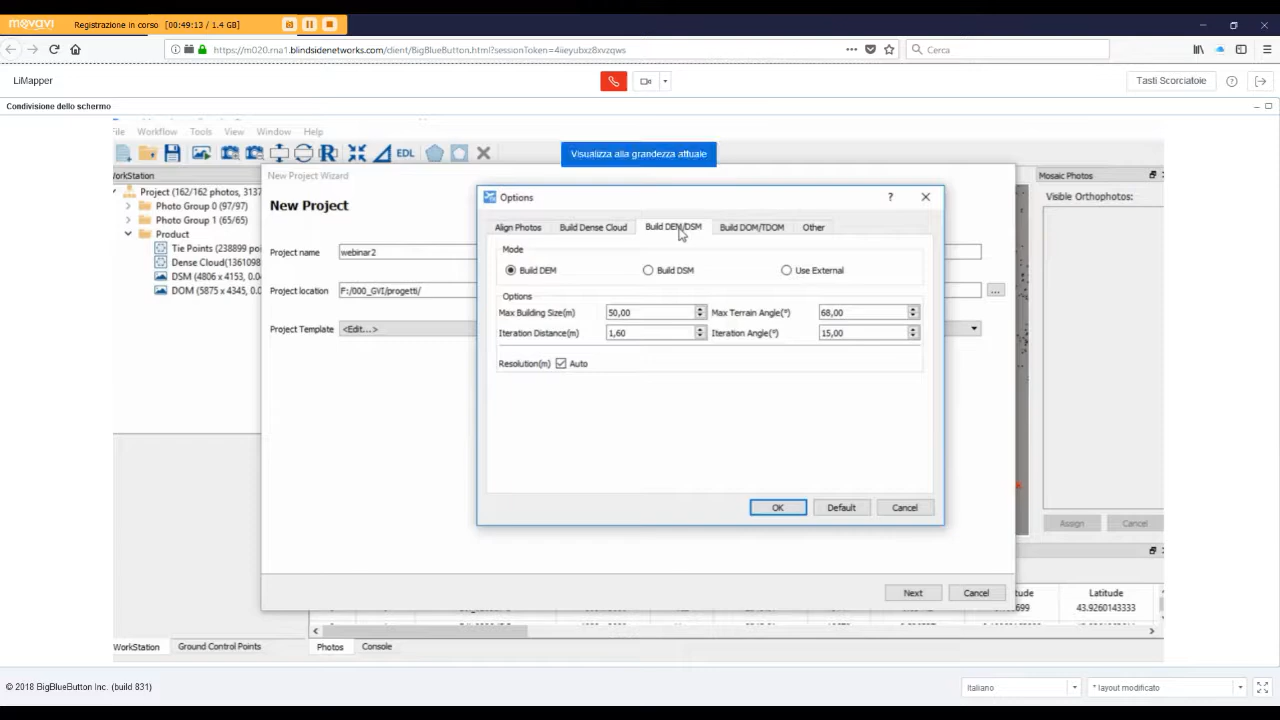 movavi Registrazione in corso [00:49:13 / 1.4 GB]
https://m020.rna1.blindsidenetworks.com/client/BigBlueButton.html?sessionToken=4iieyubxz8xvzqws
Cerca
LiMapper
Tasti Scorciatoie
Condivisione dello schermo
File Workflow Tools View Window Help
Visualizza alla grandezza attuale
EDL
WorkStation
Project (162/162 photos, 3137
Photo Group 0 (97/97)
Photo Group 1 (65/65)
Product
Tie Points (238899 poin
Dense Cloud(1361098
DSM (4806 x 4153, 0.0
DOM (5875 x 4345, 0.0
New Project Wizard
New Project
Project name webinar2
Project location F:/000_GVI/progetti/ ...
Project Template <Edit...>
Options
Align Photos Build Dense Cloud Build DEM/DSM Build DOM/TDOM Other
Mode
Build DEM Build DSM Use External
Options
Max Building Size(m) 50,00 Max Terrain Angle(°) 68,00
Iteration Distance(m) 1,60 Iteration Angle(°) 15,00
Resolution(m) Auto
OK Default Cancel
Next Cancel
Mosaic Photos
Visible Orthophotos:
Assign Cancel
Latitude
43.9260143333
WorkStation Ground Control Points Photos Console
© 2018 BigBlueButton Inc. (build 831)
Italiano
* layout modificato